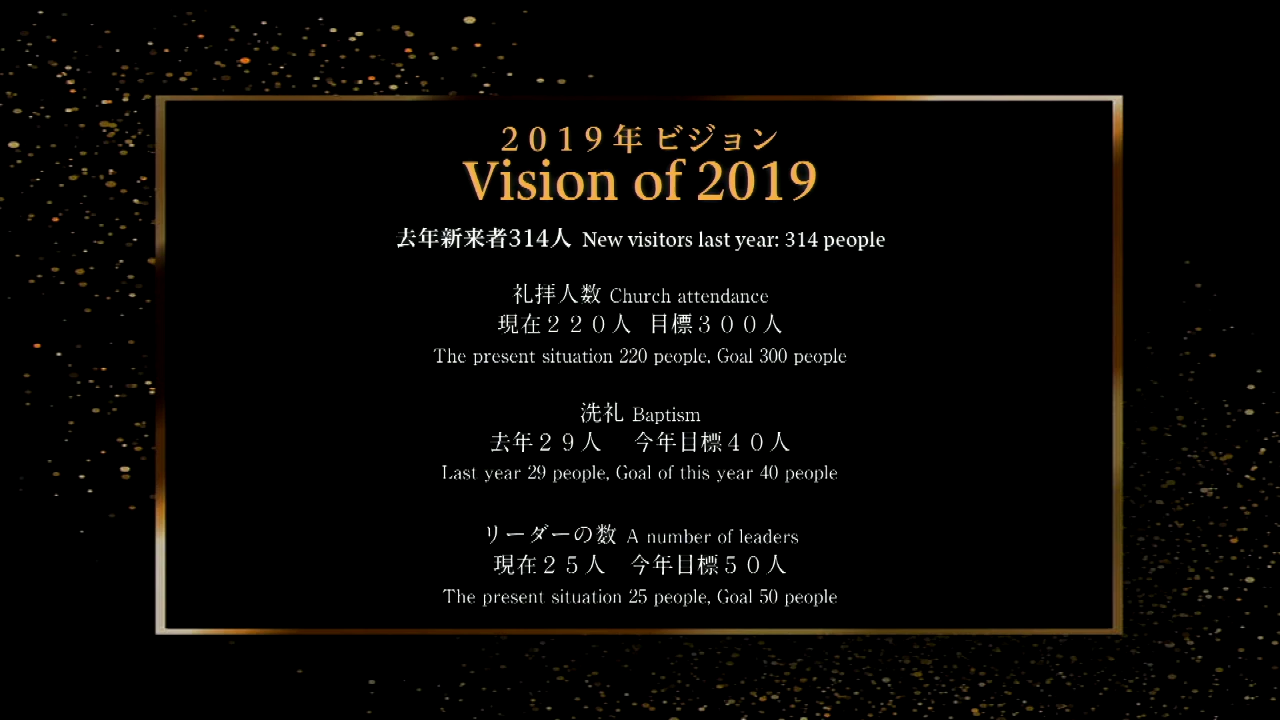 ２０１９年 ビジョン
Vision of 2019
去年新来者314人 New visitors last year: 314 people
礼拝人数 Church attendance
現在２２０人 目標３００人
The present situation 220 people, Goal 300 people
洗礼 Baptism
去年２９人 今年目標４０人
Last year 29 people, Goal of this year 40 people
リーダーの数 A number of leaders
現在２５人 今年目標５０人
The present situation 25 people, Goal 50 people